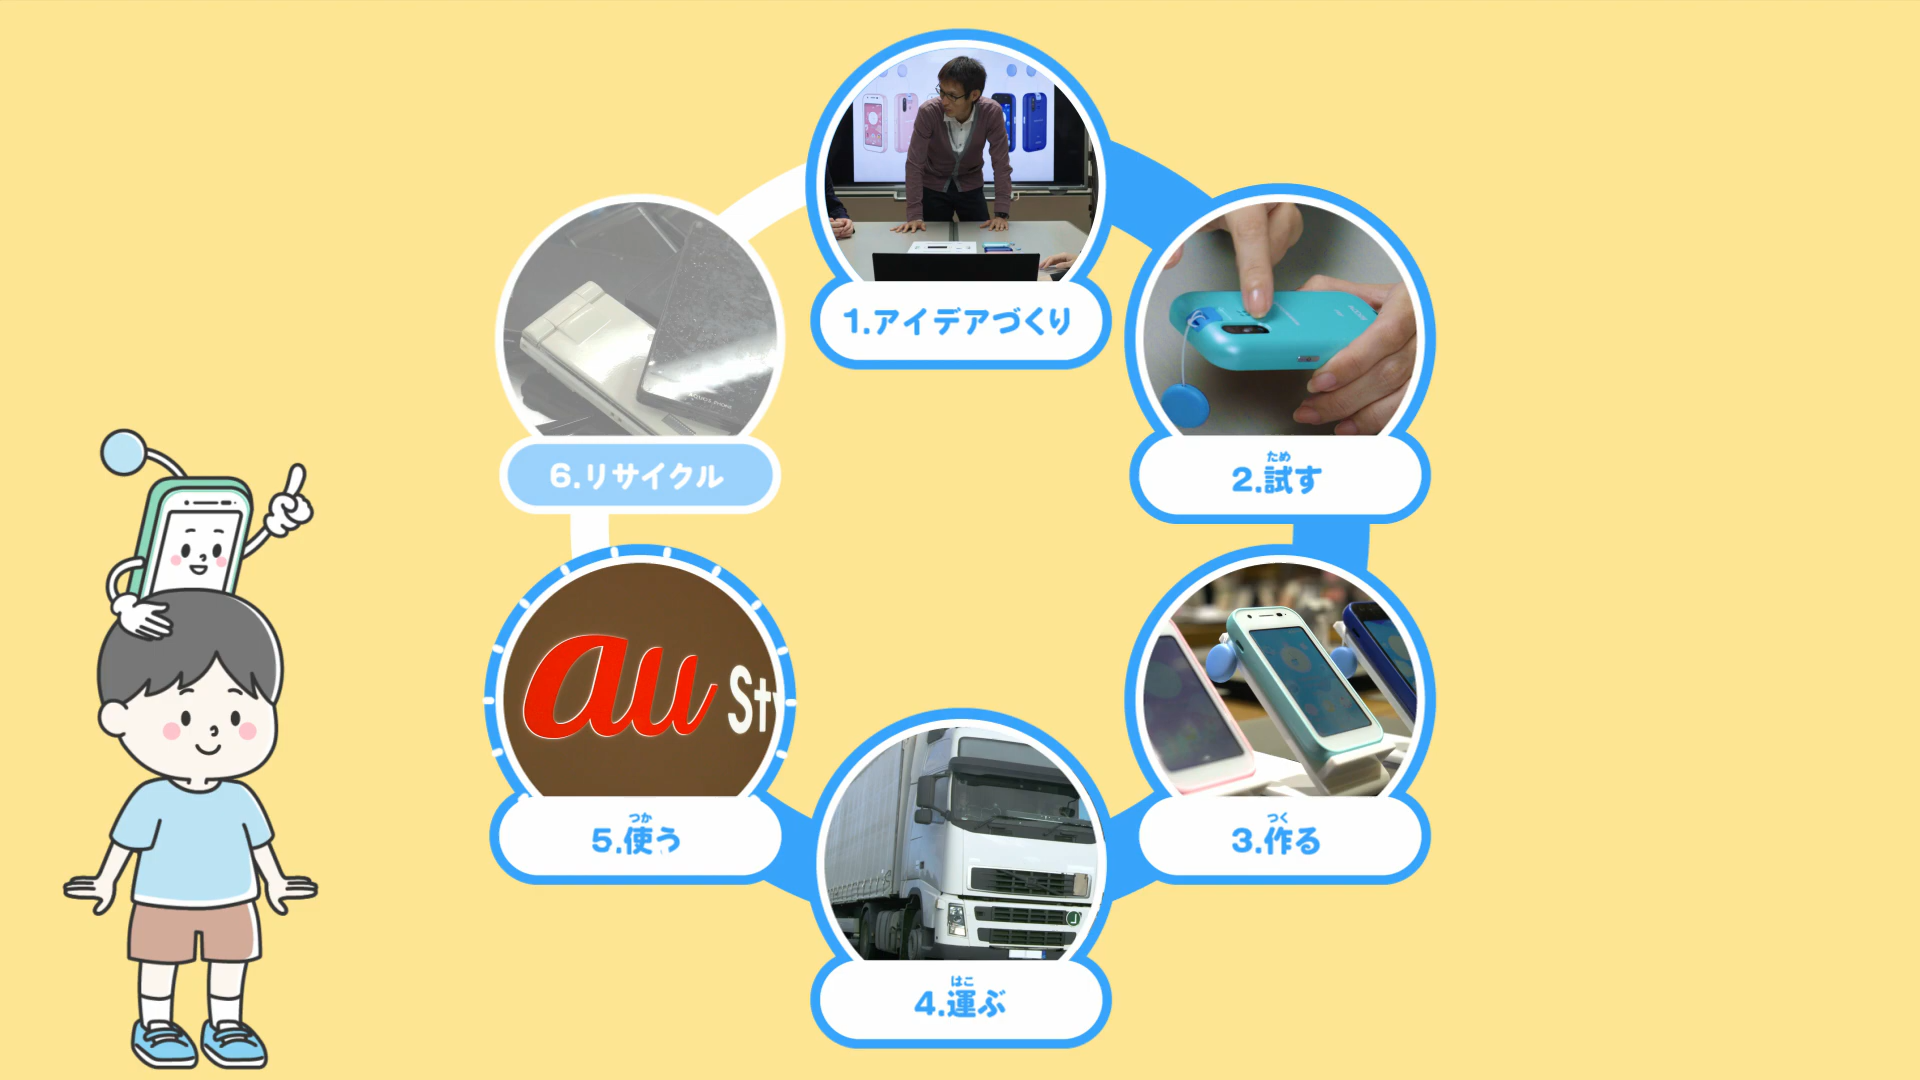 1.アイデアづくり
ため
2.試す
つく
3.作る
はこ
4.運ぶ
au St
つか
5.使う
6.リサイクル